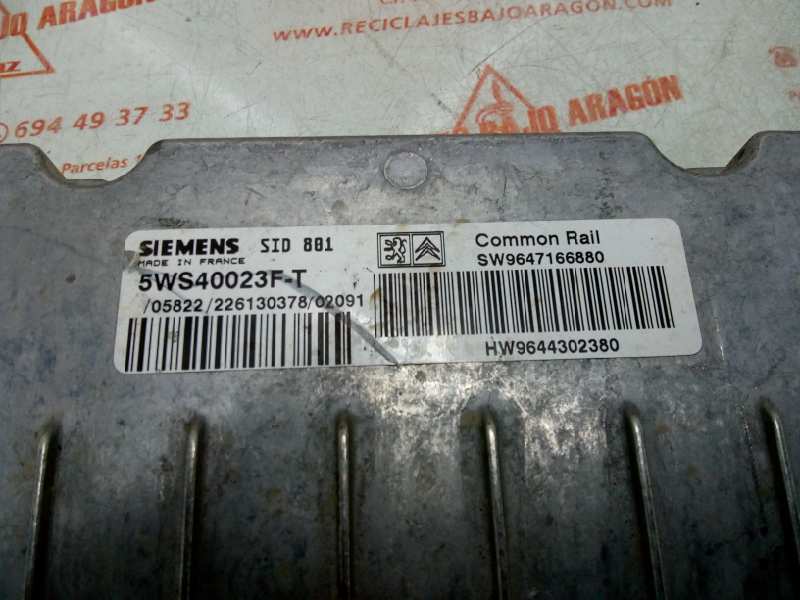 WWW.RECICLAJESBAJOARAGON.COM
BAJO ARAGÓN
694 49 37 33
BAJO ARAGÓN
Parcelas
SIEMENS SID 801
MADE IN FRANCE
5WS40023F-T
/05822/226130378/02091
Common Rail
SW9647166880
HW9644302380